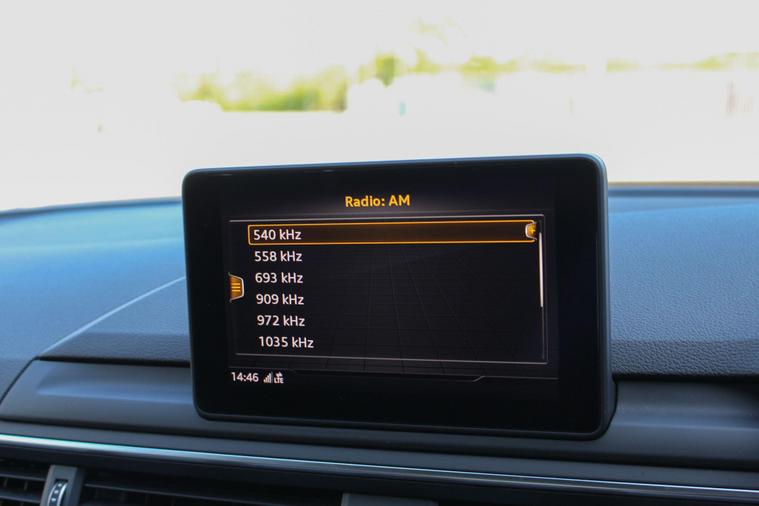 Radio: AM
540 kHz
558 kHz
693 kHz
909 kHz
972 kHz
1035 kHz
14:46 LTE